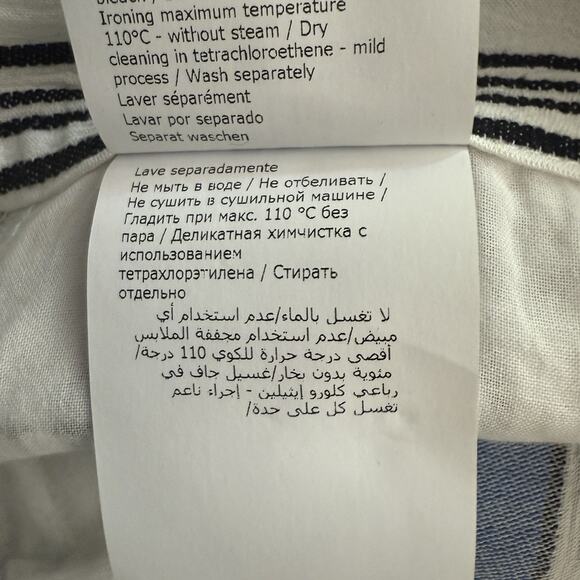 bleach /
Ironing maximum temperature
110°C - without steam / Dry
cleaning in tetrachloroethene - mild
process / Wash separately
Laver séparément
Lavar por separado
Separat waschen
Lave separadamente
Не мыть в воде / Не отбеливать /
Не сушить в сушильной машине /
Гладить при макс. 110 °C без
пара / Деликатная химчистка с
использованием
тетрахлорэтилена / Стирать
отдельно
لا تغسل بالماء/عدم استخدام أي
مبيض/عدم استخدام مجففة الملابس
أقصى درجة حرارة للكوي 110 درجة/
مئوية بدون بخار/غسيل جاف في
رباعي كلورو إيثيلين - إجراء ناعم
تغسل كل على حدة/